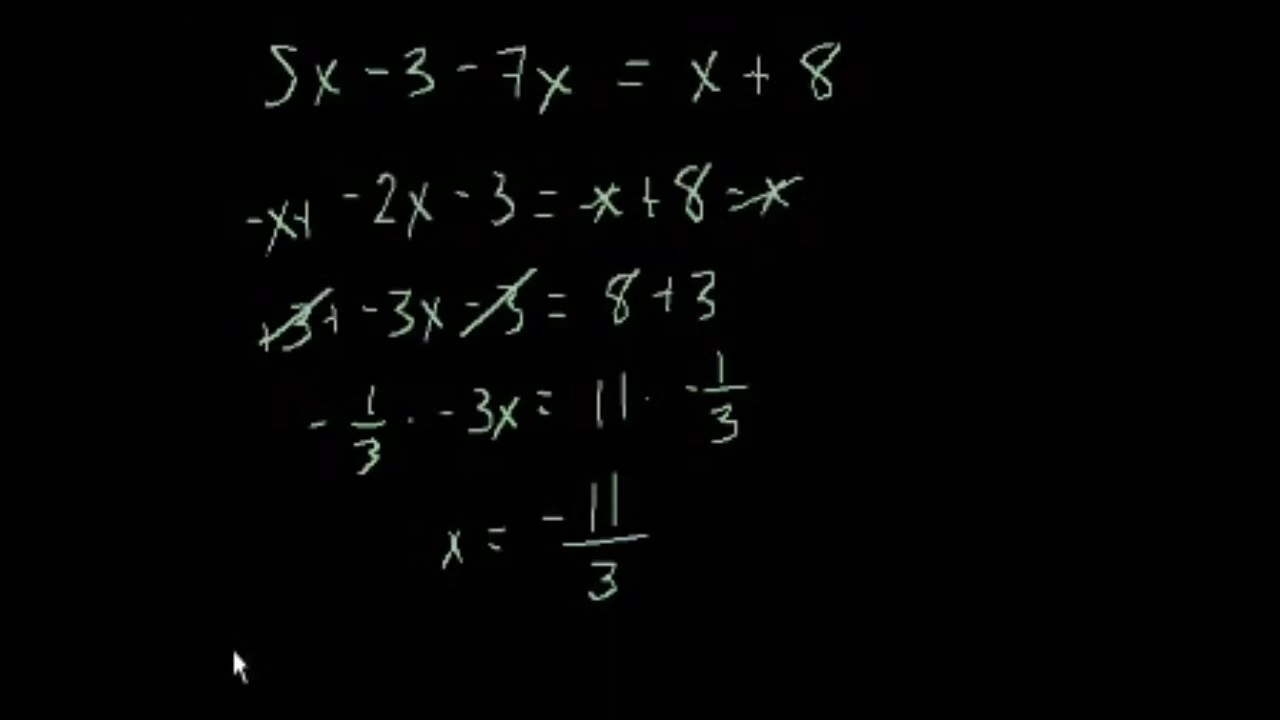 5x - 3 - 7x = x + 8
-x+ -2x - 3 = x + 8 - x
+3+ -3x - 3 = 8 + 3
- 1/3 · -3x = 11 · - 1/3
x = -11/3